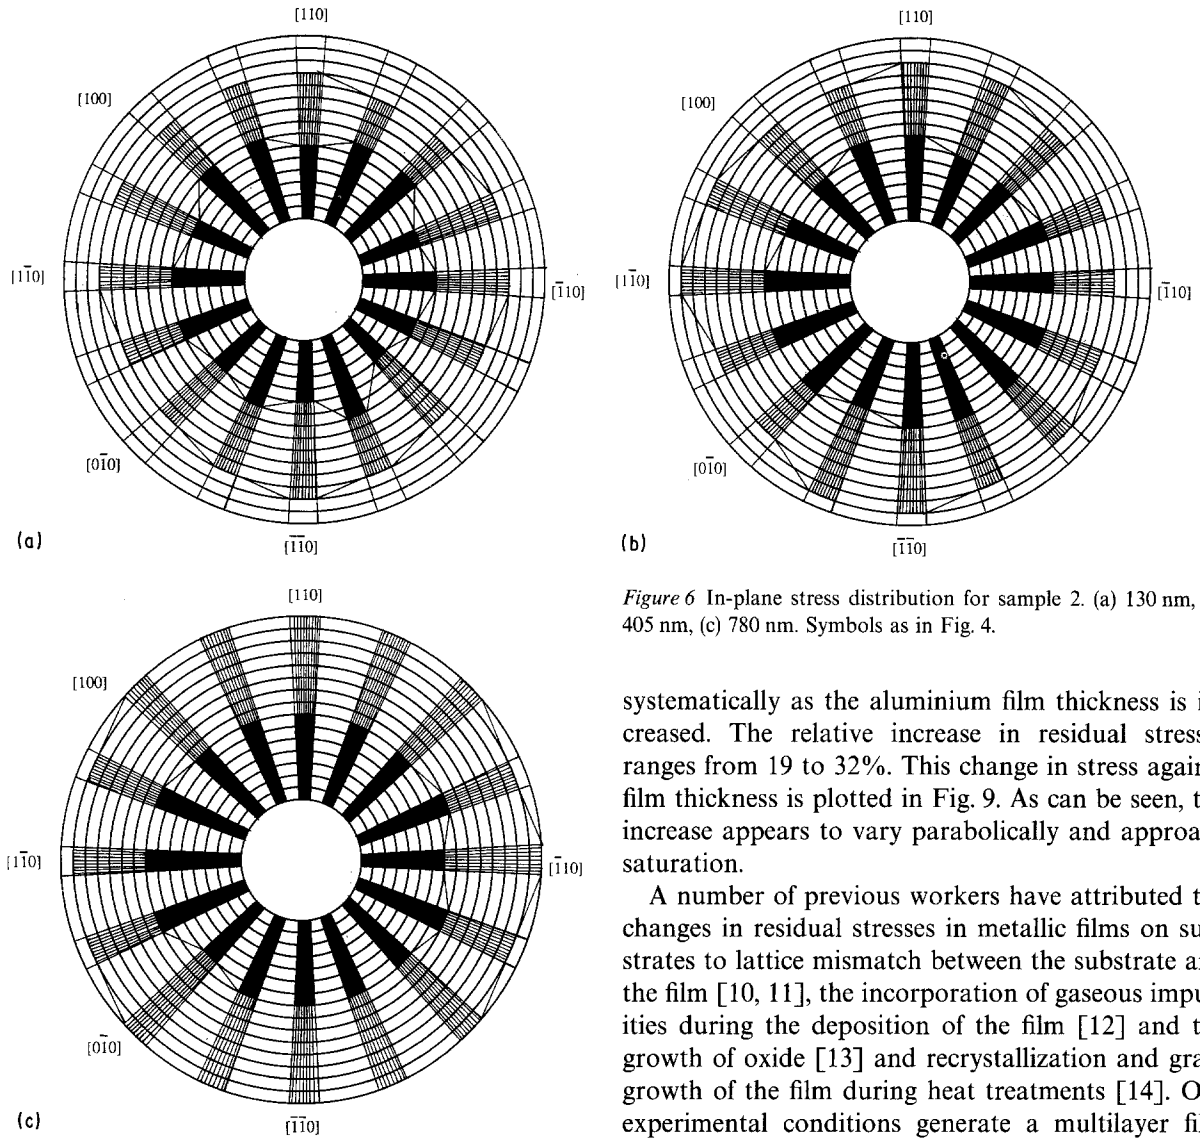 [110]
[100]
[11̅0]
[1̅10]
[01̅0]
[1̅1̅0]
(a)
[110]
[100]
[11̅0]
[1̅10]
[01̅0]
[1̅1̅0]
(b)
[110]
[100]
[11̅0]
[1̅10]
[01̅0]
[1̅1̅0]
(c)
Figure 6 In-plane stress distribution for sample 2. (a) 130 nm,
405 nm, (c) 780 nm. Symbols as in Fig. 4.
systematically as the aluminium film thickness is i
creased. The relative increase in residual stress
ranges from 19 to 32%. This change in stress again
film thickness is plotted in Fig. 9. As can be seen, t
increase appears to vary parabolically and approa
saturation.
A number of previous workers have attributed t
changes in residual stresses in metallic films on su
strates to lattice mismatch between the substrate a
the film [10, 11], the incorporation of gaseous impu
ities during the deposition of the film [12] and t
growth of oxide [13] and recrystallization and gra
growth of the film during heat treatments [14]. O
experimental conditions generate a multilayer fil